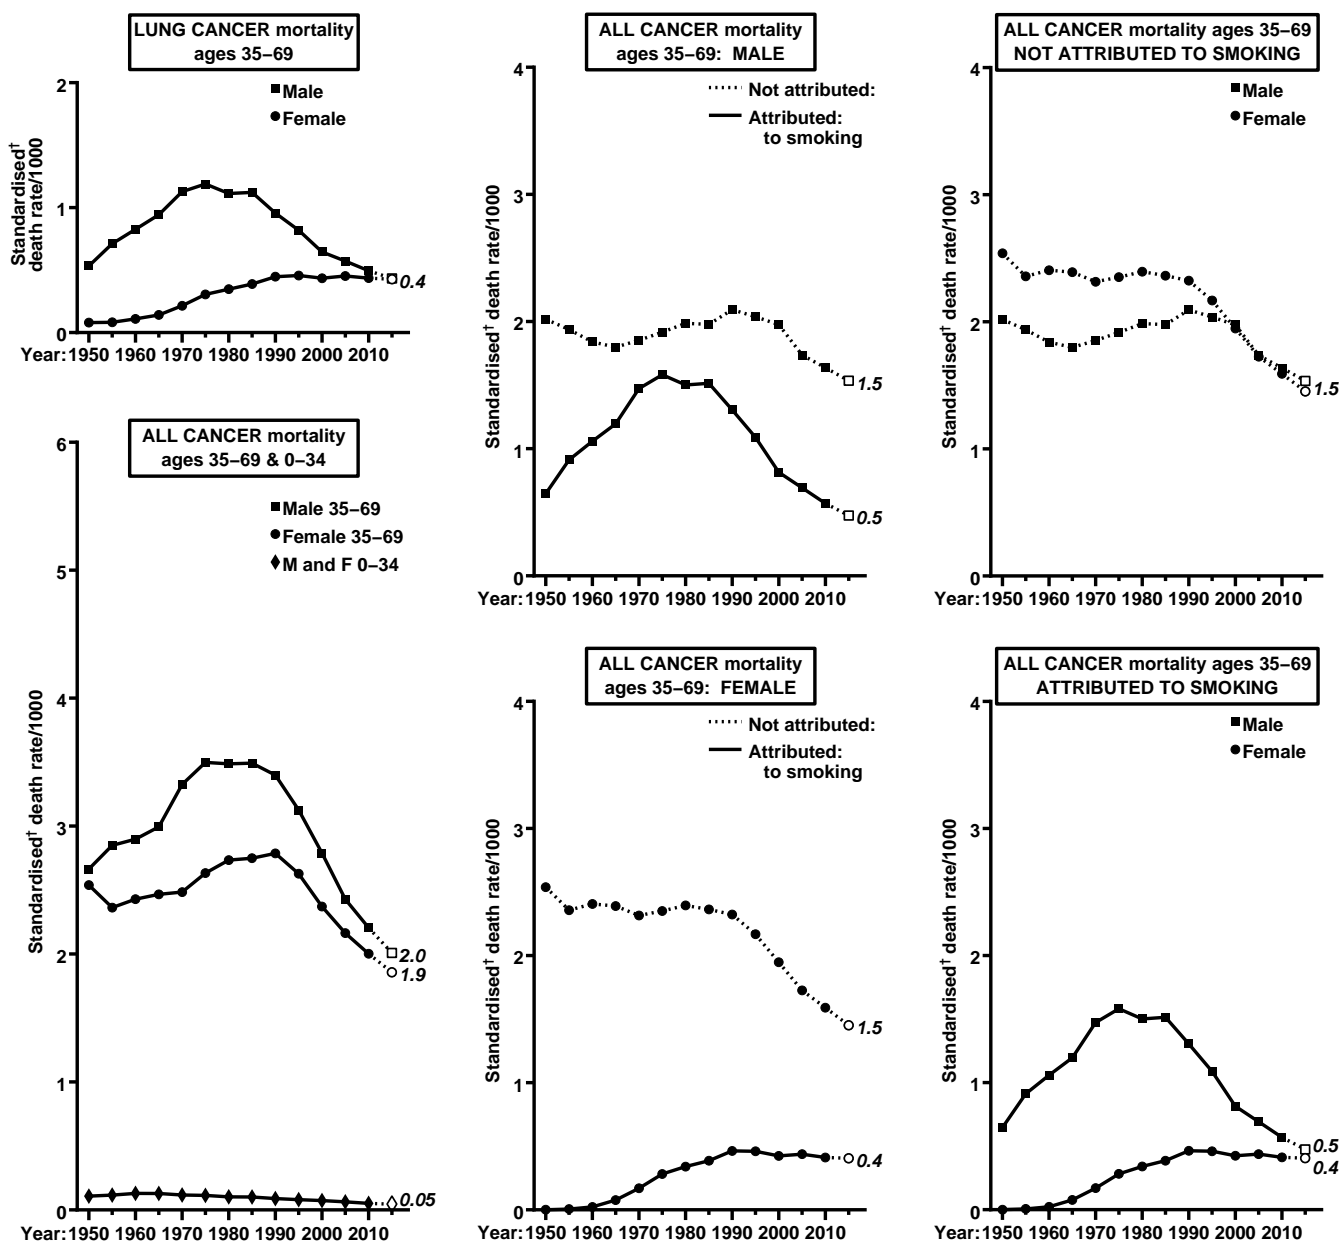 LUNG CANCER mortality
ages 35–69
Male
Female
2
1
0
Standardised†
death rate/1000
0.4
Year: 1950 1960 1970 1980 1990 2000 2010
ALL CANCER mortality
ages 35–69 & 0–34
Male 35–69
Female 35–69
M and F 0–34
6
5
4
3
2
1
0
Standardised† death rate/1000
2.0
1.9
0.05
Year: 1950 1960 1970 1980 1990 2000 2010
ALL CANCER mortality
ages 35–69: MALE
Not attributed:
Attributed:
to smoking
4
3
2
1
0
Standardised† death rate/1000
1.5
0.5
Year: 1950 1960 1970 1980 1990 2000 2010
ALL CANCER mortality
ages 35–69: FEMALE
Not attributed:
Attributed:
to smoking
4
3
2
1
0
Standardised† death rate/1000
1.5
0.4
Year: 1950 1960 1970 1980 1990 2000 2010
ALL CANCER mortality ages 35–69
NOT ATTRIBUTED TO SMOKING
Male
Female
4
3
2
1
0
Standardised† death rate/1000
1.5
Year: 1950 1960 1970 1980 1990 2000 2010
ALL CANCER mortality ages 35–69
ATTRIBUTED TO SMOKING
Male
Female
4
3
2
1
0
Standardised† death rate/1000
0.5
0.4
Year: 1950 1960 1970 1980 1990 2000 2010